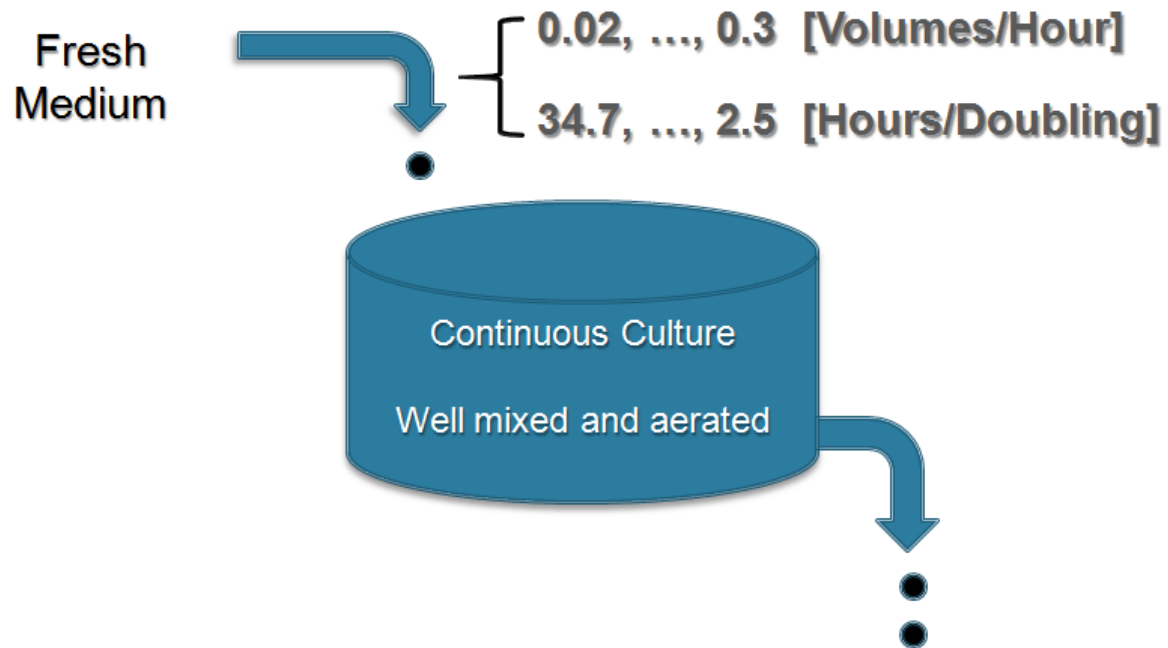 Fresh
Medium
0.02, …, 0.3 [Volumes/Hour]
34.7, …, 2.5 [Hours/Doubling]
Continuous Culture
Well mixed and aerated